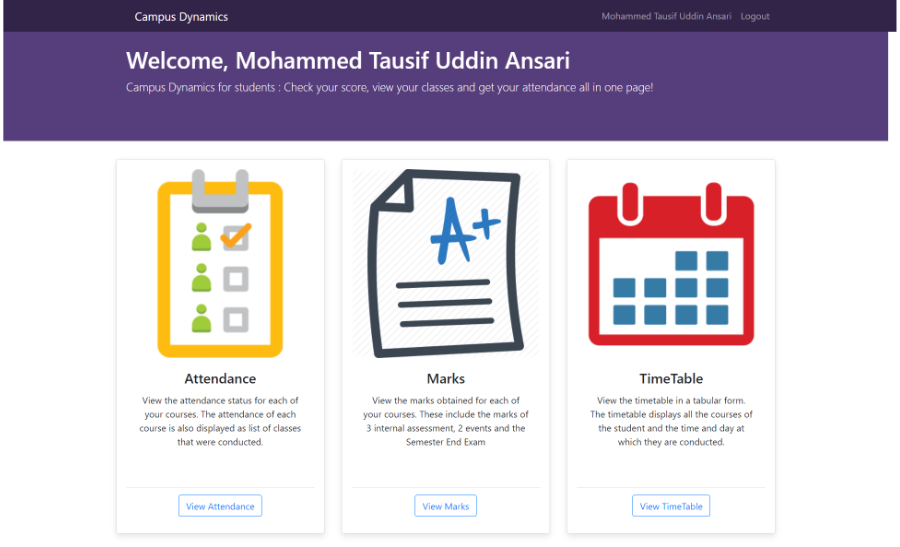 Campus Dynamics
Mohammed Tausif Uddin Ansari Logout
Welcome, Mohammed Tausif Uddin Ansari
Campus Dynamics for students : Check your score, view your classes and get your attendance all in one page!
A+
Attendance
View the attendance status for each of
your courses. The attendance of each
course is also displayed as list of classes
that were conducted.
View Attendance
Marks
View the marks obtained for each of
your courses. These include the marks of
3 internal assessment, 2 events and the
Semester End Exam
View Marks
TimeTable
View the timetable in a tabular form.
The timetable displays all the courses of
the student and the time and day at
which they are conducted.
View TimeTable